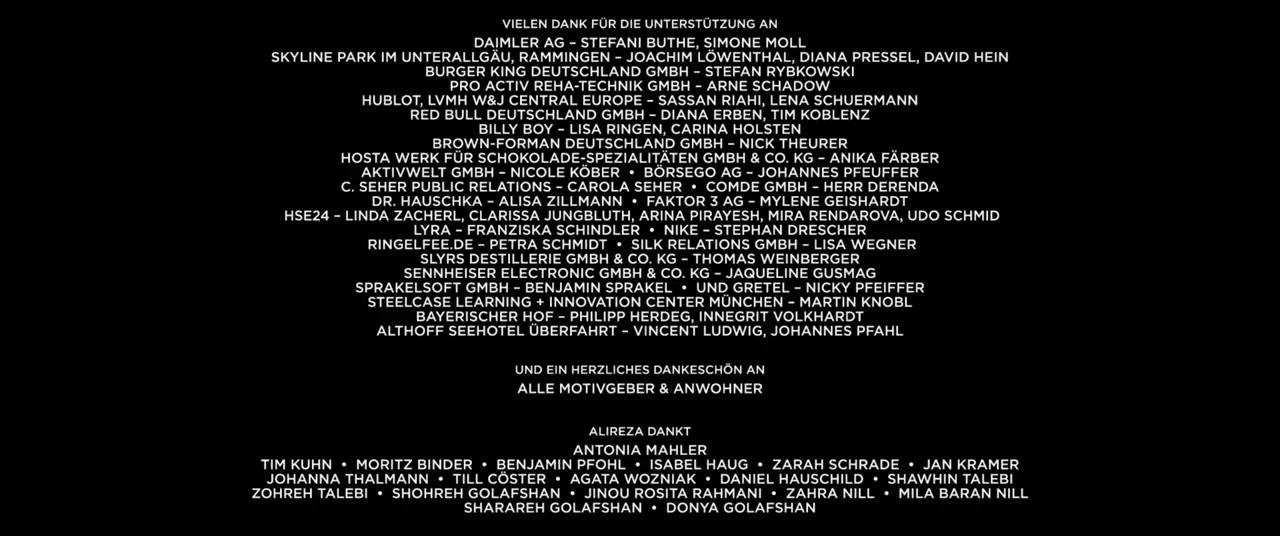 VIELEN DANK FÜR DIE UNTERSTÜTZUNG AN
DAIMLER AG – STEFANI BUTHE, SIMONE MOLL
SKYLINE PARK IM UNTERALLGÄU, RAMMINGEN – JOACHIM LÖWENTHAL, DIANA PRESSEL, DAVID HEIN
BURGER KING DEUTSCHLAND GMBH – STEFAN RYBKOWSKI
PRO ACTIV REHA-TECHNIK GMBH – ARNE SCHADOW
HUBLOT, LVMH W&J CENTRAL EUROPE – SASSAN RIAHI, LENA SCHUERMANN
RED BULL DEUTSCHLAND GMBH – DIANA ERBEN, TIM KOBLENZ
BILLY BOY – LISA RINGEN, CARINA HOLSTEN
BROWN-FORMAN DEUTSCHLAND GMBH – NICK THEURER
HOSTA WERK FÜR SCHOKOLADE-SPEZIALITÄTEN GMBH & CO. KG – ANIKA FÄRBER
AKTIVWELT GMBH – NICOLE KÖBER • BÖRSEGO AG – JOHANNES PFEUFFER
C. SEHER PUBLIC RELATIONS – CAROLA SEHER • COMDE GMBH – HERR DERENDA
DR. HAUSCHKA – ALISA ZILLMANN • FAKTOR 3 AG – MYLENE GEISHARDT
HSE24 – LINDA ZACHERL, CLARISSA JUNGBLUTH, ARINA PIRAYESH, MIRA RENDAROVA, UDO SCHMID
LYRA – FRANZISKA SCHINDLER • NIKE – STEPHAN DRESCHER
RINGELFEE.DE – PETRA SCHMIDT • SILK RELATIONS GMBH – LISA WEGNER
SLYRS DESTILLERIE GMBH & CO. KG – THOMAS WEINBERGER
SENNHEISER ELECTRONIC GMBH & CO. KG – JAQUELINE GUSMAG
SPRAKELSOFT GMBH – BENJAMIN SPRAKEL • UND GRETEL – NICKY PFEIFFER
STEELCASE LEARNING + INNOVATION CENTER MÜNCHEN – MARTIN KNOBL
BAYERISCHER HOF – PHILIPP HERDEG, INNEGRIT VOLKHARDT
ALTHOFF SEEHOTEL ÜBERFAHRT – VINCENT LUDWIG, JOHANNES PFAHL
UND EIN HERZLICHES DANKESCHÖN AN
ALLE MOTIVGEBER & ANWOHNER
ALIREZA DANKT
ANTONIA MAHLER
TIM KUHN • MORITZ BINDER • BENJAMIN PFOHL • ISABEL HAUG • ZARAH SCHRADE • JAN KRAMER
JOHANNA THALMANN • TILL CÖSTER • AGATA WOZNIAK • DANIEL HAUSCHILD • SHAWHIN TALEBI
ZOHREH TALEBI • SHOHREH GOLAFSHAN • JINOU ROSITA RAHMANI • ZAHRA NILL • MILA BARAN NILL
SHARAREH GOLAFSHAN • DONYA GOLAFSHAN